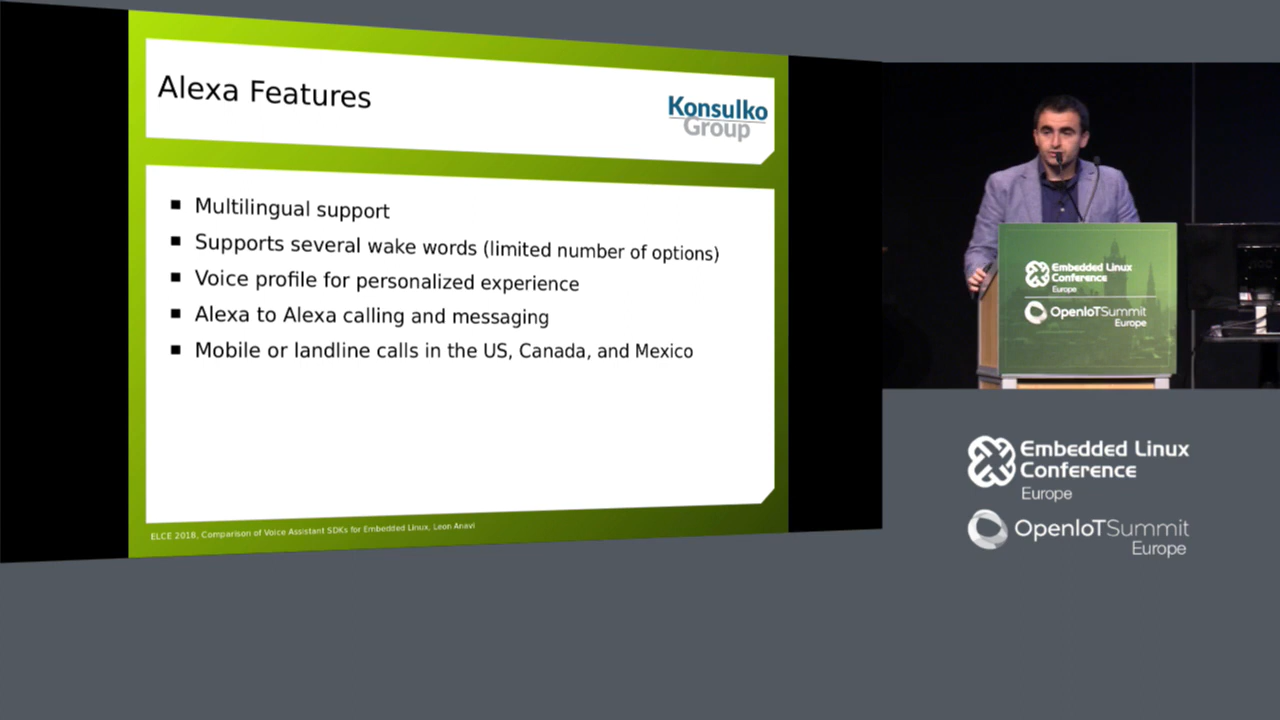 Alexa Features
Konsulko
Group
■ Multilingual support
■ Supports several wake words (limited number of options)
■ Voice profile for personalized experience
■ Alexa to Alexa calling and messaging
■ Mobile or landline calls in the US, Canada, and Mexico
ELCE 2018, Comparison of Voice Assistant SDKs for Embedded Linux, Leon Anavi
Embedded Linux
Conference
Europe
OpenIoTSummit
Europe
Embedded Linux
Conference
Europe
OpenIoTSummit
Europe